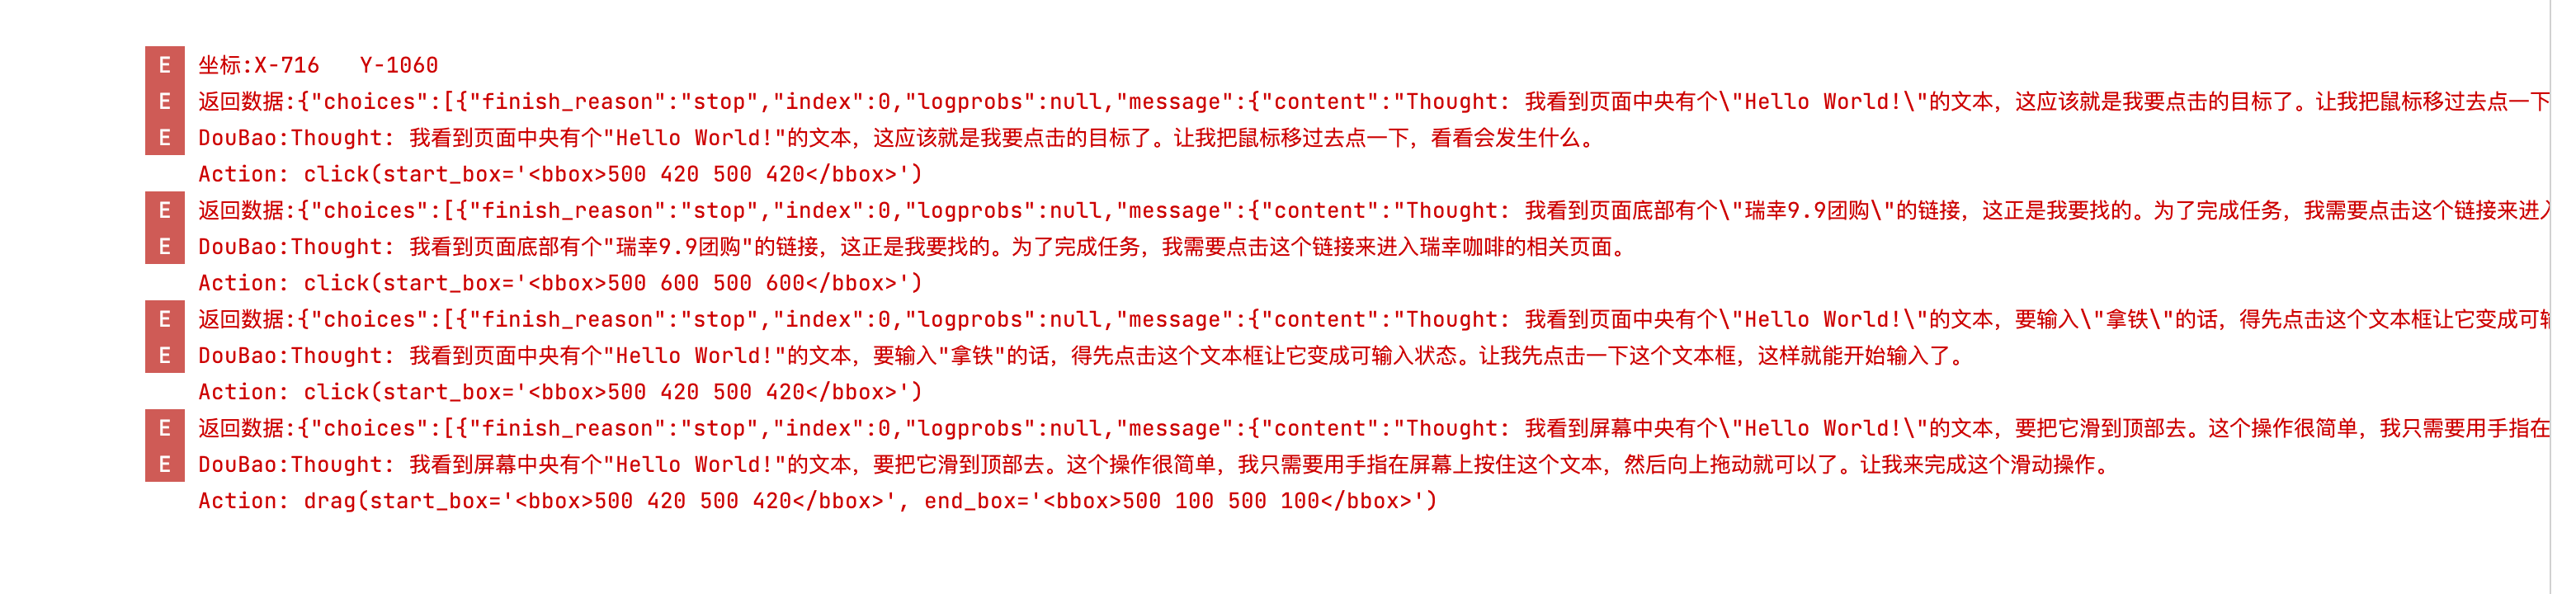 E 坐标:X-716   Y-1060
E 返回数据:{"choices":[{"finish_reason":"stop","index":0,"logprobs":null,"message":{"content":"Thought: 我看到页面中央有个\"Hello World!\"的文本，这应该就是我要点击的目标了。让我把鼠标移过去点一下
E DouBao:Thought: 我看到页面中央有个"Hello World!"的文本，这应该就是我要点击的目标了。让我把鼠标移过去点一下，看看会发生什么。
Action: click(start_box='<bbox>500 420 500 420</bbox>')
E 返回数据:{"choices":[{"finish_reason":"stop","index":0,"logprobs":null,"message":{"content":"Thought: 我看到页面底部有个\"瑞幸9.9团购\"的链接，这正是我要找的。为了完成任务，我需要点击这个链接来进入
E DouBao:Thought: 我看到页面底部有个"瑞幸9.9团购"的链接，这正是我要找的。为了完成任务，我需要点击这个链接来进入瑞幸咖啡的相关页面。
Action: click(start_box='<bbox>500 600 500 600</bbox>')
E 返回数据:{"choices":[{"finish_reason":"stop","index":0,"logprobs":null,"message":{"content":"Thought: 我看到页面中央有个\"Hello World!\"的文本，要输入\"拿铁\"的话，得先点击这个文本框让它变成可输
E DouBao:Thought: 我看到页面中央有个"Hello World!"的文本，要输入"拿铁"的话，得先点击这个文本框让它变成可输入状态。让我先点击一下这个文本框，这样就能开始输入了。
Action: click(start_box='<bbox>500 420 500 420</bbox>')
E 返回数据:{"choices":[{"finish_reason":"stop","index":0,"logprobs":null,"message":{"content":"Thought: 我看到屏幕中央有个\"Hello World!\"的文本，要把它滑到顶部去。这个操作很简单，我只需要用手指在
E DouBao:Thought: 我看到屏幕中央有个"Hello World!"的文本，要把它滑到顶部去。这个操作很简单，我只需要用手指在屏幕上按住这个文本，然后向上拖动就可以了。让我来完成这个滑动操作。
Action: drag(start_box='<bbox>500 420 500 420</bbox>', end_box='<bbox>500 100 500 100</bbox>')